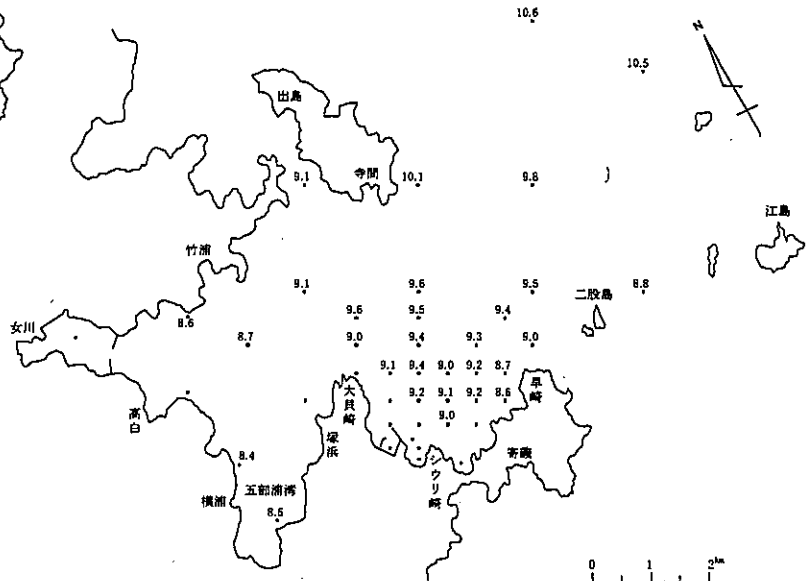 10.6
N
10.5
出島
寺間
9.1
10.1
9.8
江島
竹浦
9.1
9.6
9.5
二股島
8.8
女川
8.6
9.6
9.5
9.4
8.7
9.0
9.4
9.3
9.0
9.1
9.4
9.0
9.2
8.7
大貝崎
早崎
9.2
9.1
9.2
8.6
高白
9.0
塚浜
シウリ崎
寄磯
8.4
五部浦湾
横浦
8.5
0 1 2km